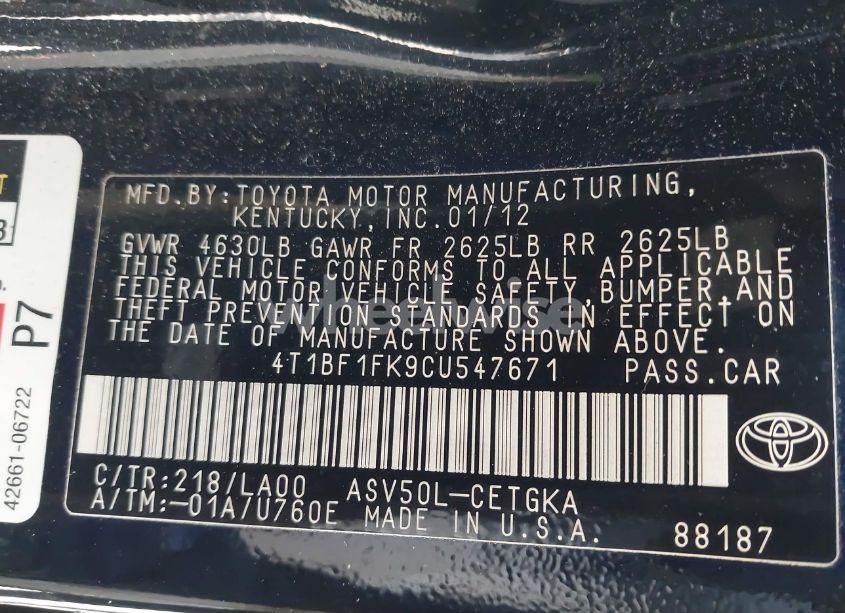 MFD.BY:TOYOTA MOTOR MANUFACTURING,
KENTUCKY,INC.01/12
GVWR 4630LB GAWR FR 2625LB RR 2625LB
THIS VEHICLE CONFORMS TO ALL APPLICABLE
FEDERAL MOTOR VEHICLE SAFETY,BUMPER,AND
THEFT PREVENTION STANDARDS IN EFFECT ON
THE DATE OF MANUFACTURE SHOWN ABOVE.
4T1BF1FK9CU547671 PASS.CAR
C/TR:218/LA00 ASV50L-CETGKA
A/TM:-01A/U760E MADE IN U.S.A.
88187
P7
42661-06722
wheelwise